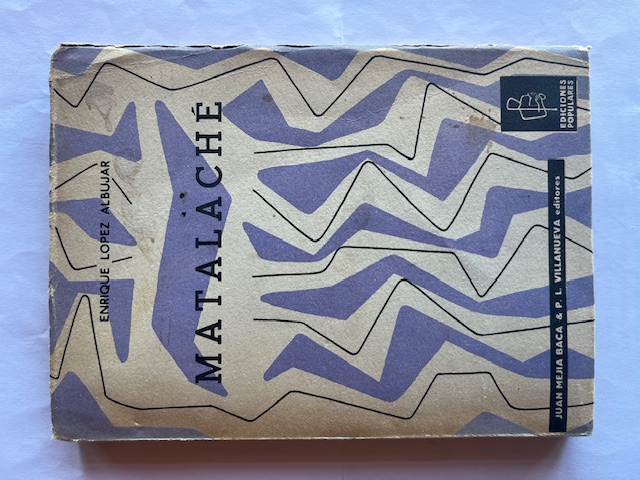 ENRIQUE LOPEZ ALBUJAR
MATALACHÉ
EDICIONES
POPULARES
JUAN MEJIA BACA & P. L. VILLANUEVA editores